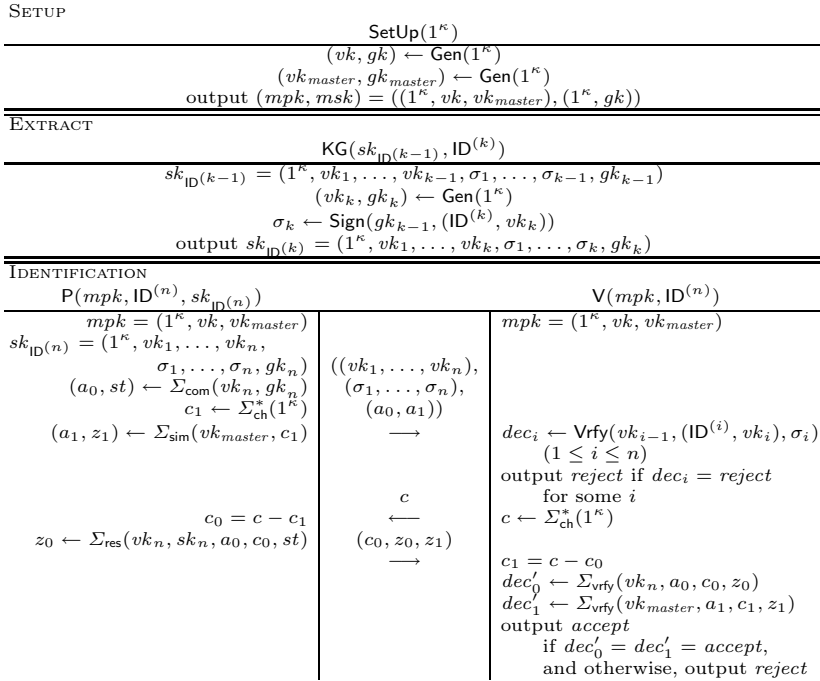 SETUP
SetUp(1^κ)
(vk, gk) ← Gen(1^κ)
(vk_master, gk_master) ← Gen(1^κ)
output (mpk, msk) = ((1^κ, vk, vk_master), (1^κ, gk))
EXTRACT
KG(sk_ID^(k−1), ID^(k))
sk_ID^(k−1) = (1^κ, vk_1, . . . , vk_k−1, σ_1, . . . , σ_k−1, gk_k−1)
(vk_k, gk_k) ← Gen(1^κ)
σ_k ← Sign(gk_k−1, (ID^(k), vk_k))
output sk_ID^(k) = (1^κ, vk_1, . . . , vk_k, σ_1, . . . , σ_k, gk_k)
IDENTIFICATION
P(mpk, ID^(n), sk_ID^(n)) V(mpk, ID^(n))
mpk = (1^κ, vk, vk_master) mpk = (1^κ, vk, vk_master)
sk_ID^(n) = (1^κ, vk_1, . . . , vk_n,
σ_1, . . . , σ_n, gk_n) ((vk_1, . . . , vk_n),
(a_0, st) ← Σ_com(vk_n, gk_n) (σ_1, . . . , σ_n),
c_1 ← Σ*_ch(1^κ) (a_0, a_1))
(a_1, z_1) ← Σ_sim(vk_master, c_1) ⟶ dec_i ← Vrfy(vk_i−1, (ID^(i), vk_i), σ_i)
(1 ≤ i ≤ n)
output reject if dec_i = reject
c for some i
c_0 = c − c_1 ⟵ c ← Σ*_ch(1^κ)
z_0 ← Σ_res(vk_n, sk_n, a_0, c_0, st) (c_0, z_0, z_1)
⟶ c_1 = c − c_0
dec′_0 ← Σ_vrfy(vk_n, a_0, c_0, z_0)
dec′_1 ← Σ_vrfy(vk_master, a_1, c_1, z_1)
output accept
if dec′_0 = dec′_1 = accept,
and otherwise, output reject